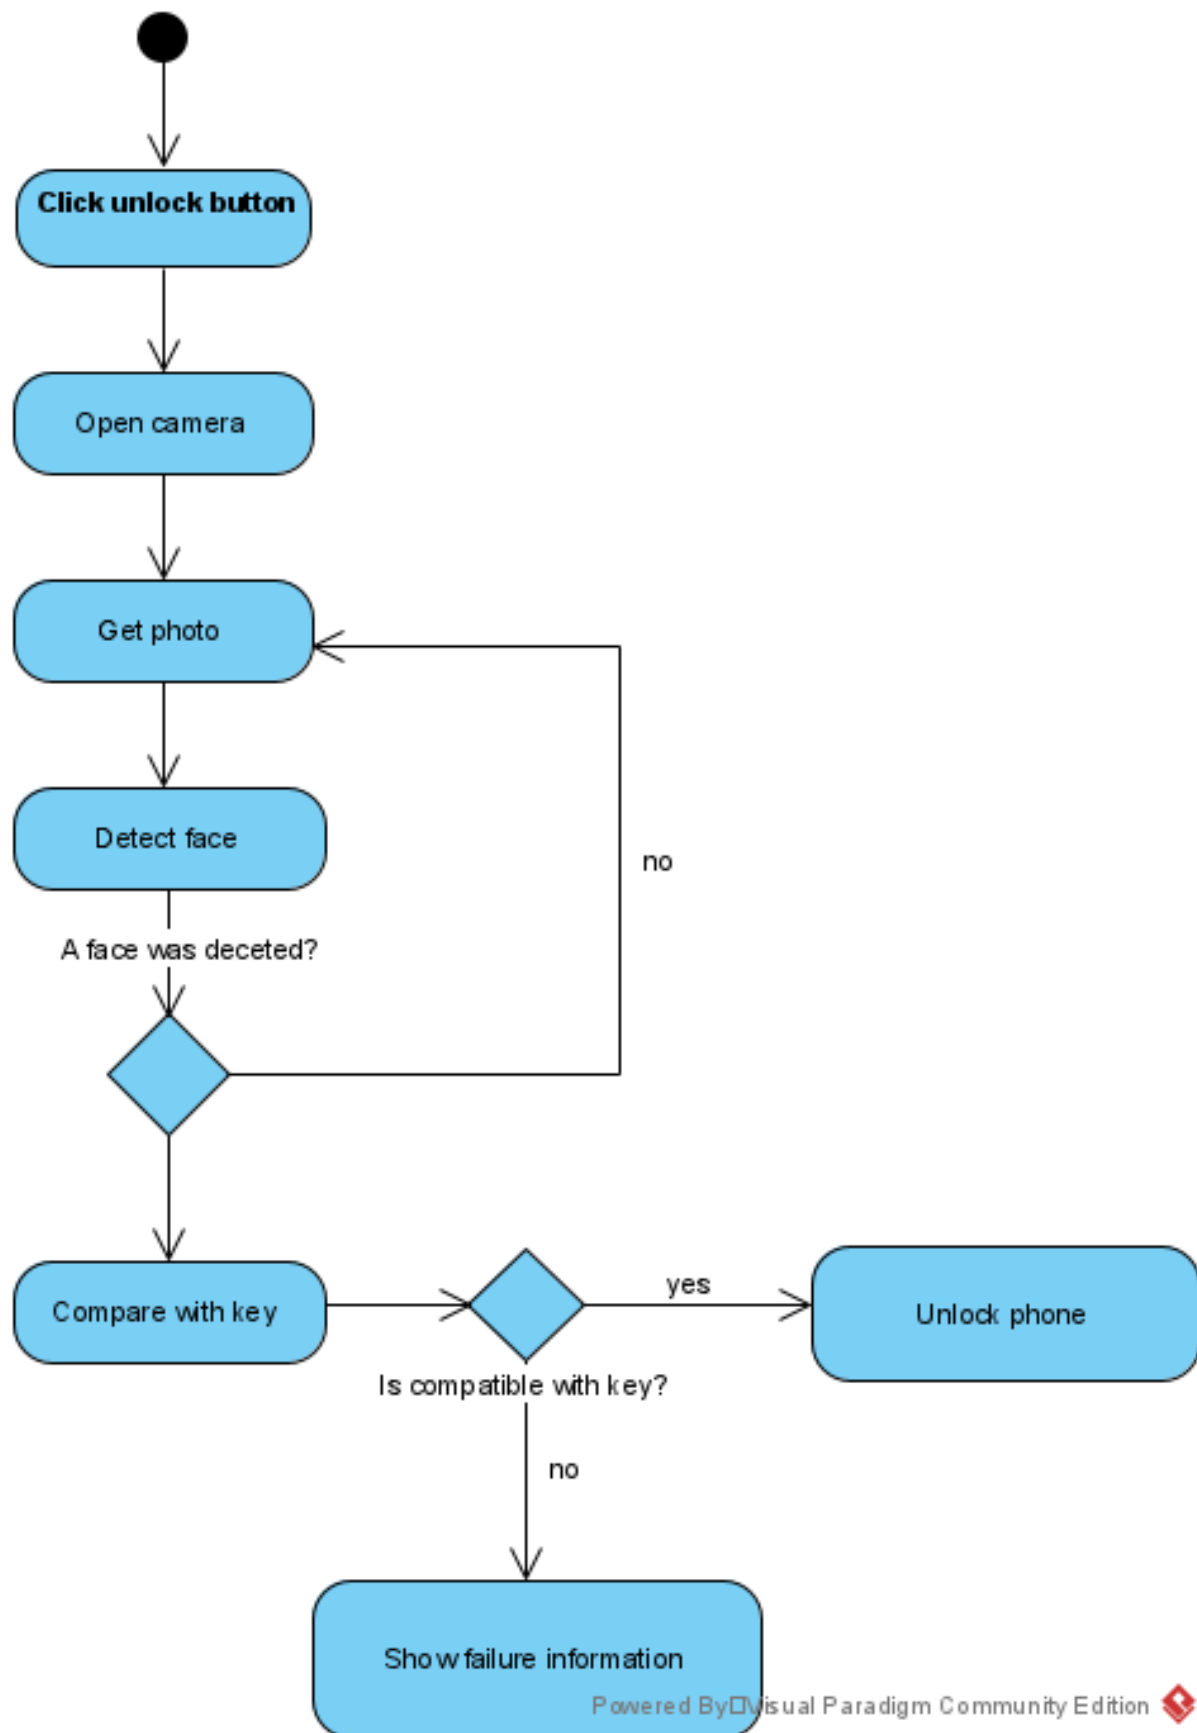 Click unlock button
Open camera
Get photo
Detect face
no
A face was deceted?
Compare with key
yes
Unlock phone
Is compatible with key?
no
Show failure information
Powered By Visual Paradigm Community Edition